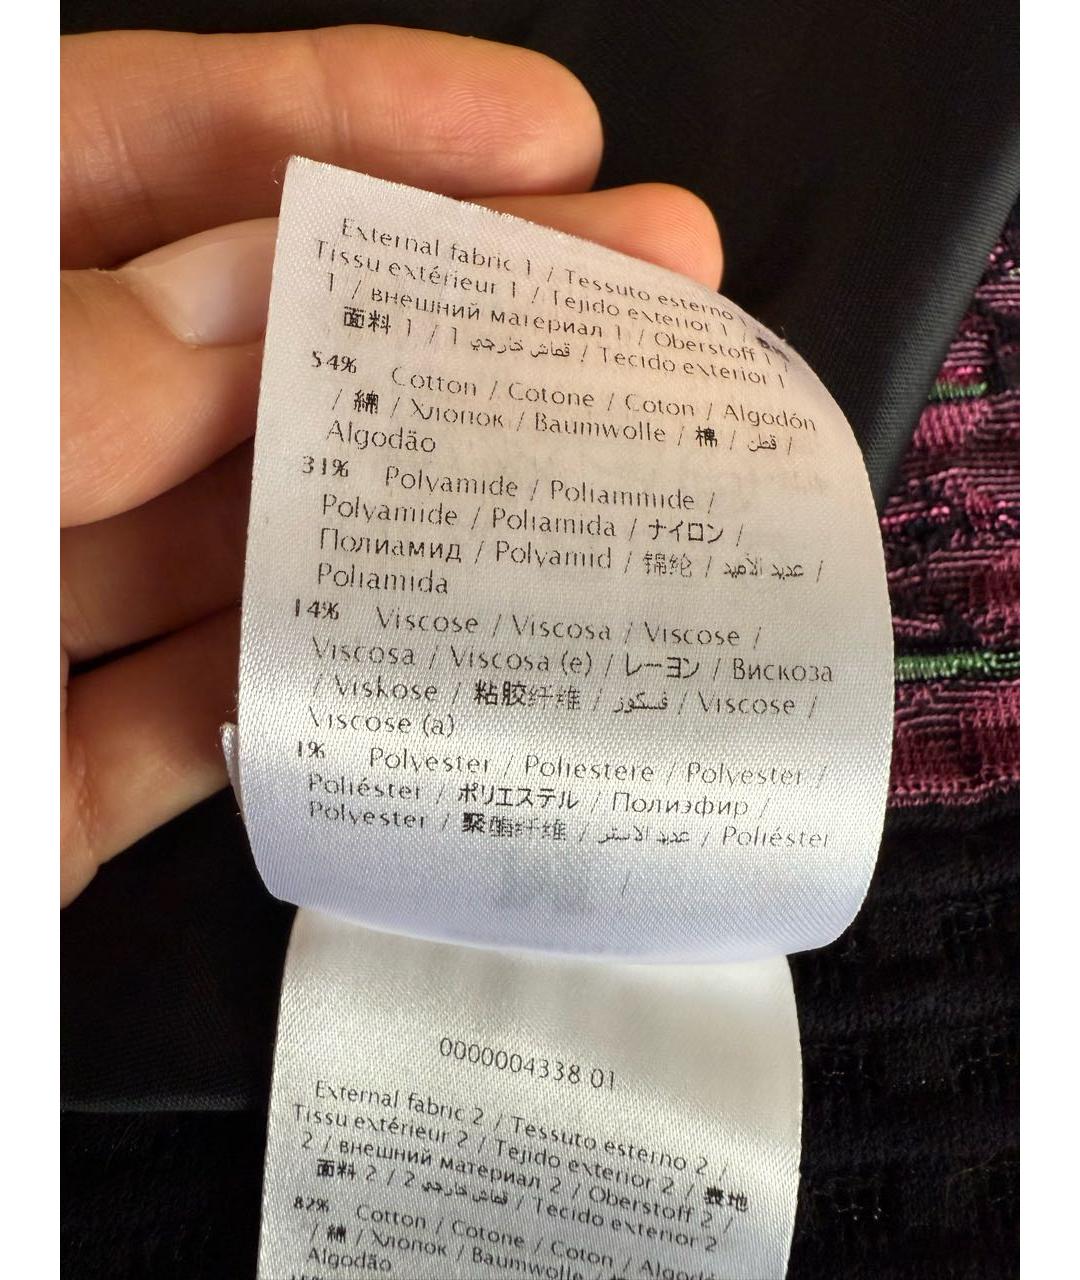 External fabric 1 / Tessuto esterno 1 /
Tissu extérieur 1 / Tejido exterior 1 /
1 / внешний материал 1 / Oberstoff 1
面料 1 / 1 قماش خارجي / Tecido exterior 1
54% Cotton / Cotone / Coton / Algodón
/ 綿 / Хлопок / Baumwolle / 棉 / قطن /
Algodão
31% Polyamide / Poliammide /
Polyamide / Poliamida / ナイロン /
Полиамид / Polyamid / 锦纶 / عديد الأميد /
Poliamida
14% Viscose / Viscosa / Viscose /
Viscosa / Viscosa (e) / レーヨン / Вискоза
/ Viskose / 粘胶纤维 / فسكوز / Viscose /
Viscose (a)
1% Polyester / Poliestere / Polyester /
Poliéster / ポリエステル / Полиэфир /
Polyester / 聚酯纤维 / عديد الاستر / Poliéster
/
0000004338 01
External fabric 2 / Tessuto esterno 2 /
Tissu extérieur 2 / Tejido exterior 2 / 表地
2 / внешний материал 2 / Oberstoff 2 /
面料 2 / 2 قماش خارجي / Tecido exterior 2
82% Cotton / Cotone / Coton /
/ 綿 / Хлопок / Baumwolle /
Algodão